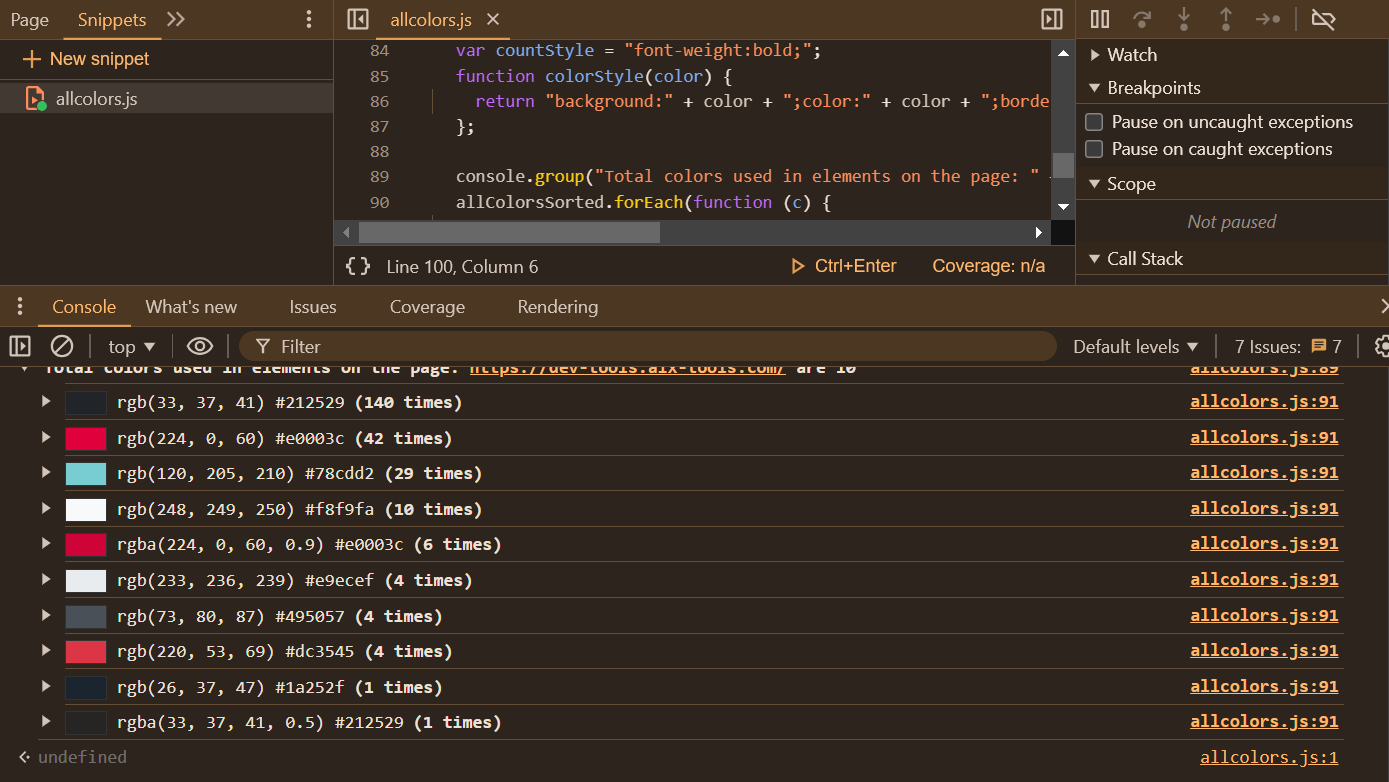 Page Snippets
New snippet
allcolors.js
allcolors.js
84 var countStyle = "font-weight:bold;";
85 function colorStyle(color) {
86 return "background:" + color + ";color:" + color + ";borde
87 };
88
89 console.group("Total colors used in elements on the page: "
90 allColorsSorted.forEach(function (c) {
{} Line 100, Column 6 Ctrl+Enter Coverage: n/a
Watch
Breakpoints
Pause on uncaught exceptions
Pause on caught exceptions
Scope
Not paused
Call Stack
Console What's new Issues Coverage Rendering
top Filter Default levels 7 Issues: 7
Total colors used in elements on the page: https://dev-tools.alx-tools.com/ are 10 allcolors.js:89
rgb(33, 37, 41) #212529 (140 times) allcolors.js:91
rgb(224, 0, 60) #e0003c (42 times) allcolors.js:91
rgb(120, 205, 210) #78cdd2 (29 times) allcolors.js:91
rgb(248, 249, 250) #f8f9fa (10 times) allcolors.js:91
rgba(224, 0, 60, 0.9) #e0003c (6 times) allcolors.js:91
rgb(233, 236, 239) #e9ecef (4 times) allcolors.js:91
rgb(73, 80, 87) #495057 (4 times) allcolors.js:91
rgb(220, 53, 69) #dc3545 (4 times) allcolors.js:91
rgb(26, 37, 47) #1a252f (1 times) allcolors.js:91
rgba(33, 37, 41, 0.5) #212529 (1 times) allcolors.js:91
undefined allcolors.js:1